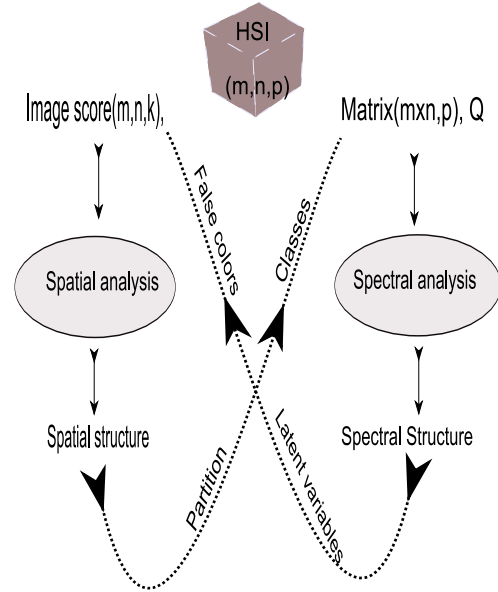 HSI
(m,n,p)
Image score(m,n,k),
Matrix(mxn,p), Q
False colors
Classes
Spatial analysis
Spectral analysis
Spatial structure
Spectral Structure
Partition
Latent variables